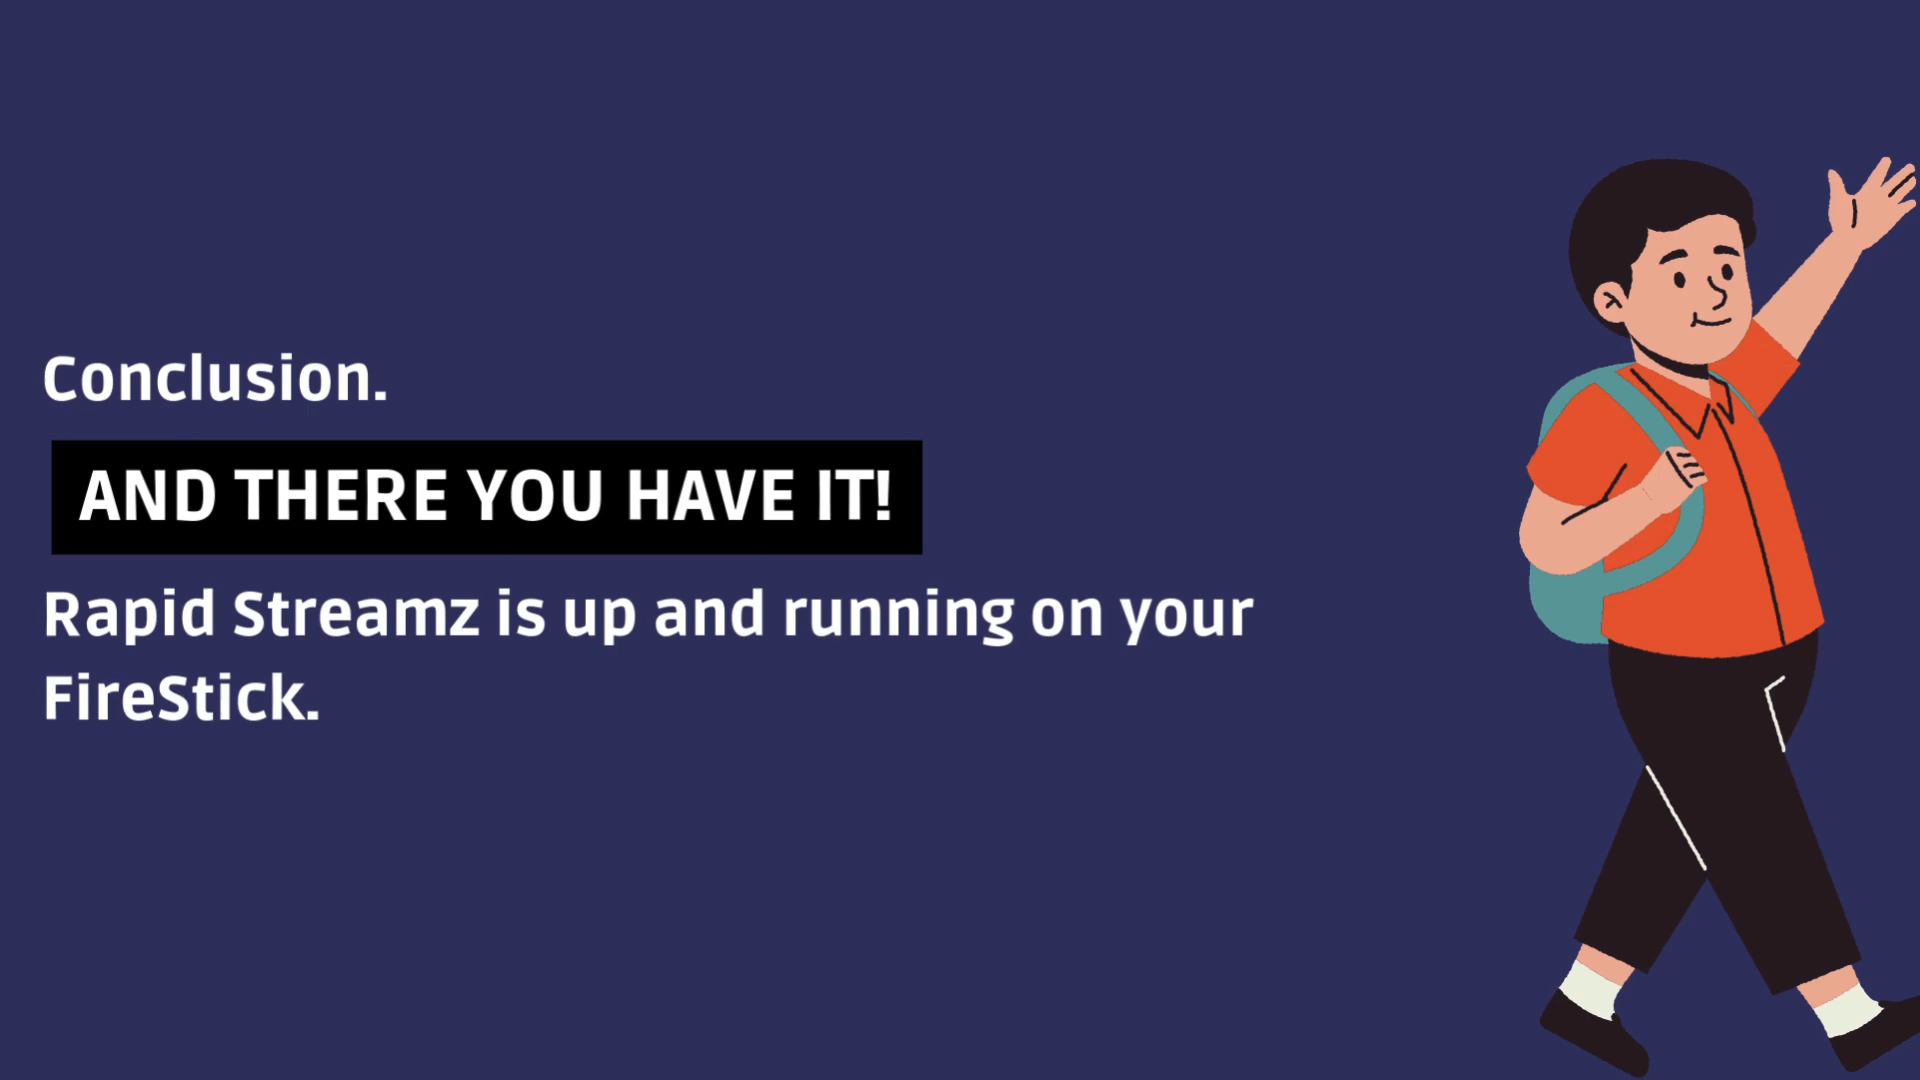 Conclusion.
AND THERE YOU HAVE IT!
Rapid Streamz is up and running on your
FireStick.